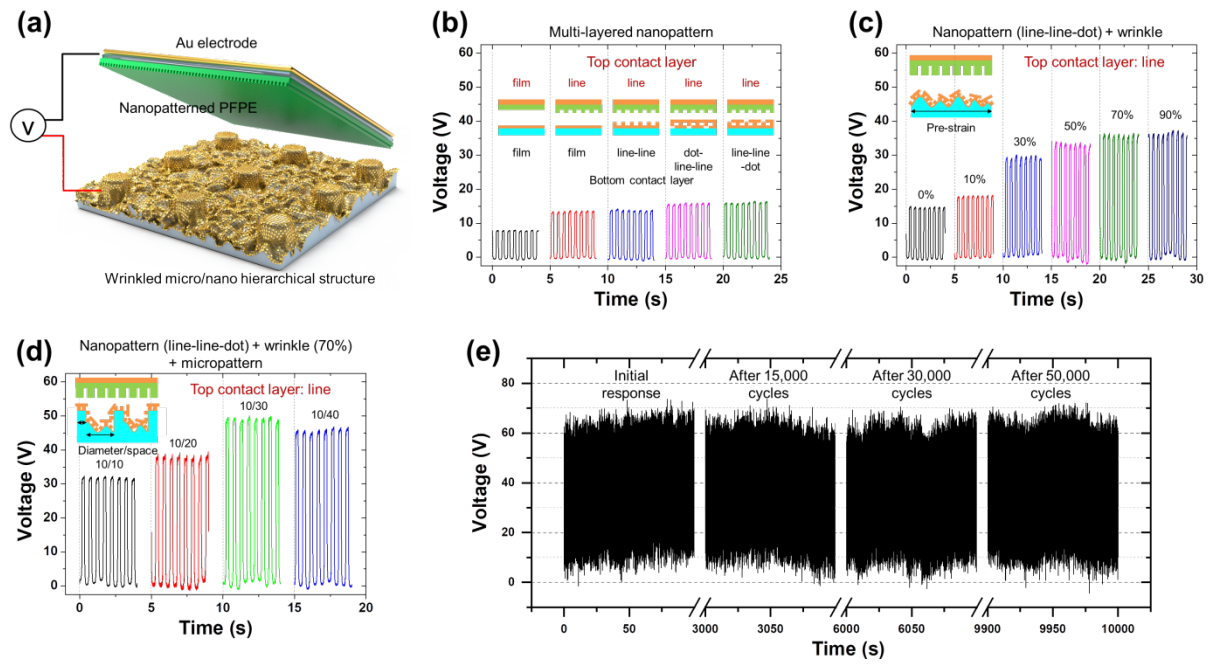 (a)
Au electrode
Nanopatterned PFPE
V
Wrinkled micro/nano hierarchical structure
(b)
Multi-layered nanopattern
Top contact layer
film line line line line
film film line-line dot-line-line line-line-dot
Bottom contact layer
Voltage (V)
60
50
40
30
20
10
0
0 5 10 15 20 25
Time (s)
(c)
Nanopattern (line-line-dot) + wrinkle
Top contact layer: line
Pre-strain
0% 10% 30% 50% 70% 90%
Voltage (V)
60
50
40
30
20
10
0
0 5 10 15 20 25 30
Time (s)
(d)
Nanopattern (line-line-dot) + wrinkle (70%)
+ micropattern
Top contact layer: line
Diameter/space
10/10 10/20 10/30 10/40
Voltage (V)
60
50
40
30
20
10
0
0 5 10 15 20
Time (s)
(e)
Initial
response
After 15,000
cycles
After 30,000
cycles
After 50,000
cycles
Voltage (V)
80
60
40
20
0
0 50 3000 3050 6000 6050 9900 9950 10000
Time (s)